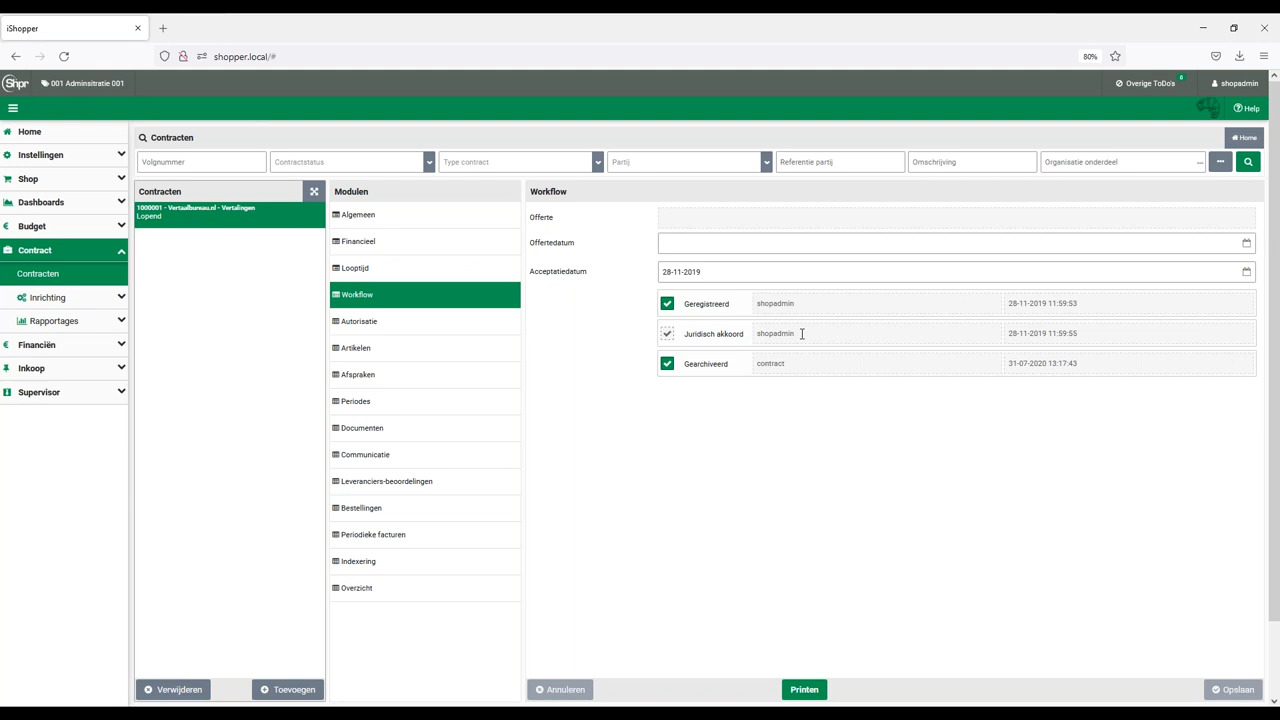 iShopper
shopper.local/#
80%
Shpr
001 Adminsitratie 001
Overige ToDo's
0
shopadmin
Help
Home
Instellingen
Shop
Dashboards
Budget
Contract
Contracten
Inrichting
Rapportages
Financiën
Inkoop
Supervisor
Contracten
Home
Volgnummer
Contractstatus
Type contract
Partij
Referentie partij
Omschrijving
Organisatie onderdeel
...
Contracten
1000001 - Vertaalbureau.nl - Vertalingen
Lopend
Verwijderen
Toevoegen
Modulen
Algemeen
Financieel
Looptijd
Workflow
Autorisatie
Artikelen
Afspraken
Periodes
Documenten
Communicatie
Leveranciers-beoordelingen
Bestellingen
Periodieke facturen
Indexering
Overzicht
Workflow
Offerte
Offertedatum
Acceptatiedatum 28-11-2019
Geregistreerd shopadmin 28-11-2019 11:59:53
Juridisch akkoord shopadmin 28-11-2019 11:59:55
Gearchiveerd contract 31-07-2020 13:17:43
Annuleren
Printen
Opslaan